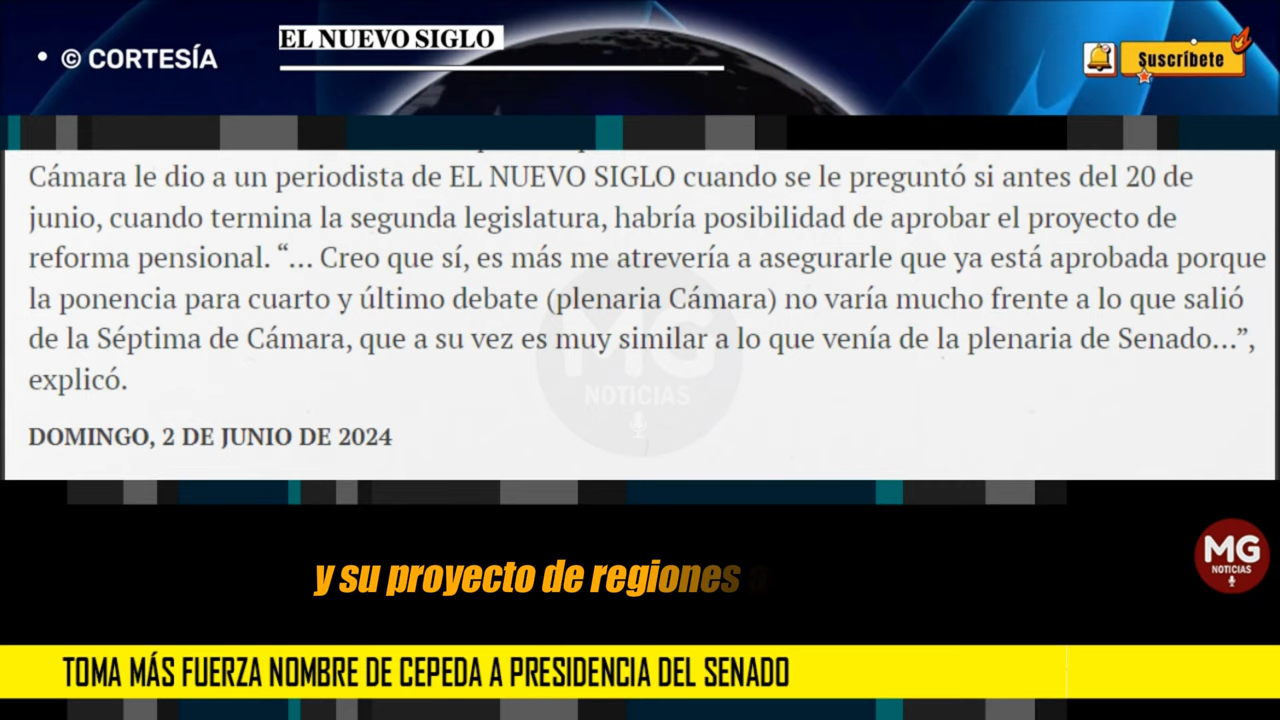 • © CORTESÍA
EL NUEVO SIGLO
Suscríbete
Cámara le dio a un periodista de EL NUEVO SIGLO cuando se le preguntó si antes del 20 de
junio, cuando termina la segunda legislatura, habría posibilidad de aprobar el proyecto de
reforma pensional. “... Creo que sí, es más me atrevería a asegurarle que ya está aprobada porque
la ponencia para cuarto y último debate (plenaria Cámara) no varía mucho frente a lo que salió
de la Séptima de Cámara, que a su vez es muy similar a lo que venía de la plenaria de Senado...”,
explicó.
MG
NOTICIAS
DOMINGO, 2 DE JUNIO DE 2024
y su proyecto de regiones
MG
NOTICIAS
TOMA MÁS FUERZA NOMBRE DE CEPEDA A PRESIDENCIA DEL SENADO